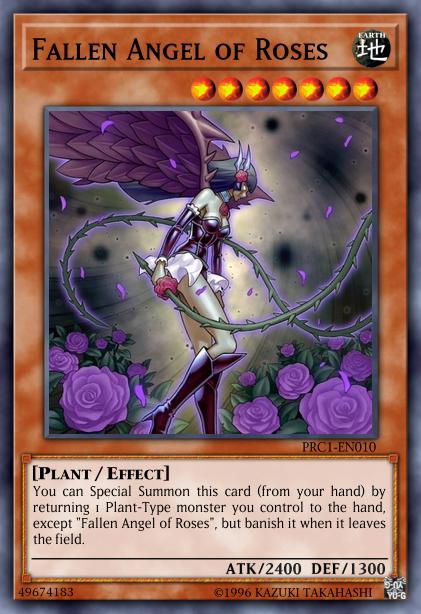 Fallen Angel of Roses
EARTH
地
PRC1-EN010
[Plant / Effect]
You can Special Summon this card (from your hand) by
returning 1 Plant-Type monster you control to the hand,
except "Fallen Angel of Roses", but banish it when it leaves
the field.
ATK/2400 DEF/1300
49674183
©1996 KAZUKI TAKAHASHI